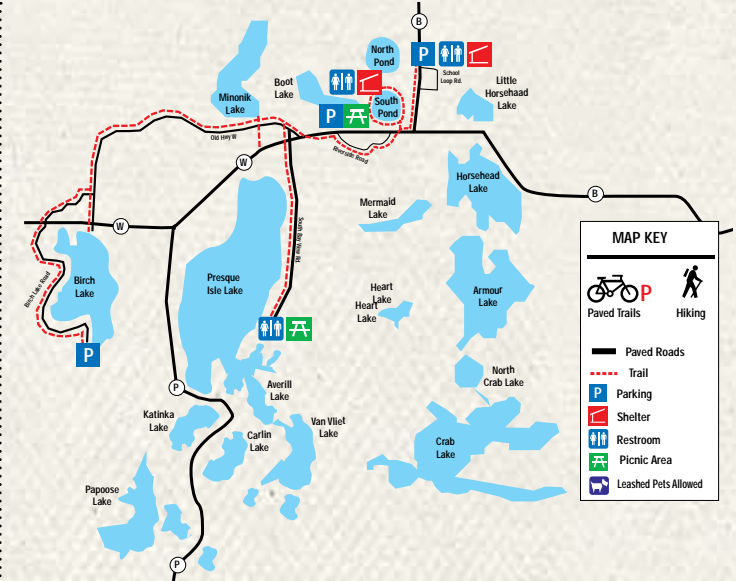 B
North
Pond
P
School
Loop Rd.
Boot
Lake
Little
Horsehaad
Lake
Minonik
Lake
P
South
Pond
Old Hwy W
Riverside Road
W
Horsehead
Lake
B
Mermaid
Lake
W
South Bay View Rd.
Birch Lake Road
Birch
Lake
Presque
Isle Lake
Heart
Lake
Heart
Lake
Armour
Lake
P
North
Crab Lake
P
Averill
Lake
Katinka
Lake
Van Vliet
Lake
Carlin
Lake
Crab
Lake
Papoose
Lake
P
MAP KEY
P
Paved Trails
Hiking
Paved Roads
Trail
P Parking
Shelter
Restroom
Picnic Area
Leashed Pets Allowed